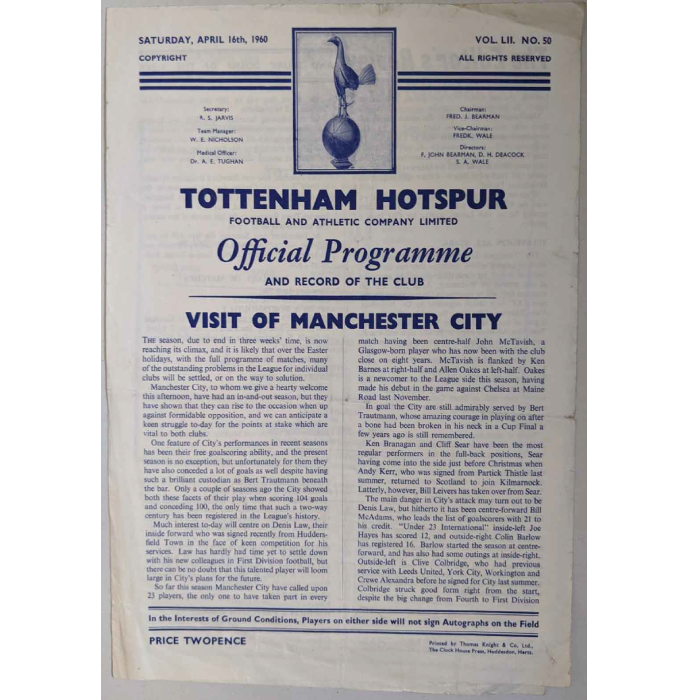 SATURDAY, APRIL 16th, 1960
VOL. LII. NO. 50
COPYRIGHT
ALL RIGHTS RESERVED
Secretary:
R. S. JARVIS
Team Manager:
W. E. NICHOLSON
Medical Officer:
Dr. A. E. TUGHAN
Chairman:
FRED. J. BEARMAN
Vice-Chairman:
FREDK. WALE
Directors:
F. JOHN BEARMAN, D. H. DEACOCK
S. A. WALE
TOTTENHAM HOTSPUR
FOOTBALL AND ATHLETIC COMPANY LIMITED
Official Programme
AND RECORD OF THE CLUB
VISIT OF MANCHESTER CITY
THE season, due to end in three weeks' time, is now
reaching its climax, and it is likely that over the Easter
holidays, with the full programme of matches, many
of the outstanding problems in the League for individual
clubs will be settled, or on the way to solution.
Manchester City, to whom we give a hearty welcome
this afternoon, have had an in-and-out season, but they
have shown that they can rise to the occasion when up
against formidable opposition, and we can anticipate a
keen struggle to-day for the points at stake which are
vital to both clubs.
One feature of City's performances in recent seasons
has been their free goalscoring ability, and the present
season is no exception, but unfortunately for them they
have also conceded a lot of goals as well despite having
such a brilliant custodian as Bert Trautmann beneath
the bar. Only a couple of seasons ago the City showed
both these facets of their play when scoring 104 goals
and conceding 100, the only time that such a two-way
century has been registered in the League's history.
Much interest to-day will centre on Denis Law, their
inside forward who was signed recently from Hudders-
field Town in the face of keen competition for his
services. Law has hardly had time yet to settle down
with his new colleagues in First Division football, but
there can be no doubt that this talented player will loom
large in City's plans for the future.
So far this season Manchester City have called upon
23 players, the only one to have taken part in every
match having been centre-half John McTavish, a
Glasgow-born player who has now been with the club
close on eight years. McTavish is flanked by Ken
Barnes at right-half and Allen Oakes at left-half. Oakes
is a newcomer to the League side this season, having
made his debut in the game against Chelsea at Maine
Road last November.
In goal the City are still admirably served by Bert
Trautmann, whose amazing courage in playing on after
a bone had been broken in his neck in a Cup Final a
few years ago is still remembered.
Ken Branagan and Cliff Sear have been the most
regular performers in the full-back positions, Sear
having come into the side just before Christmas when
Andy Kerr, who was signed from Partick Thistle last
summer, returned to Scotland to join Kilmarnock.
Latterly, however, Bill Leivers has taken over from Sear.
The main danger in City's attack may turn out to be
Denis Law, but hitherto it has been centre-forward Bill
McAdams, who leads the list of goalscorers with 21 to
his credit. "Under 23 International" inside-left Joe
Hayes has scored 12, and outside-right Colin Barlow
has registered 16. Barlow started the season at centre-
forward, and has also had some outings at inside-right.
Outside-left is Clive Colbridge, who had previous
service with Leeds United, York City, Workington and
Crewe Alexandra before he signed for City last summer.
Colbridge struck good form right from the start,
despite the big change from Fourth to First Division
In the Interests of Ground Conditions, Players on either side will not sign Autographs on the Field
PRICE TWOPENCE
Printed by Thomas Knight & Co. Ltd.,
The Clock House Press, Hoddesdon, Herts.